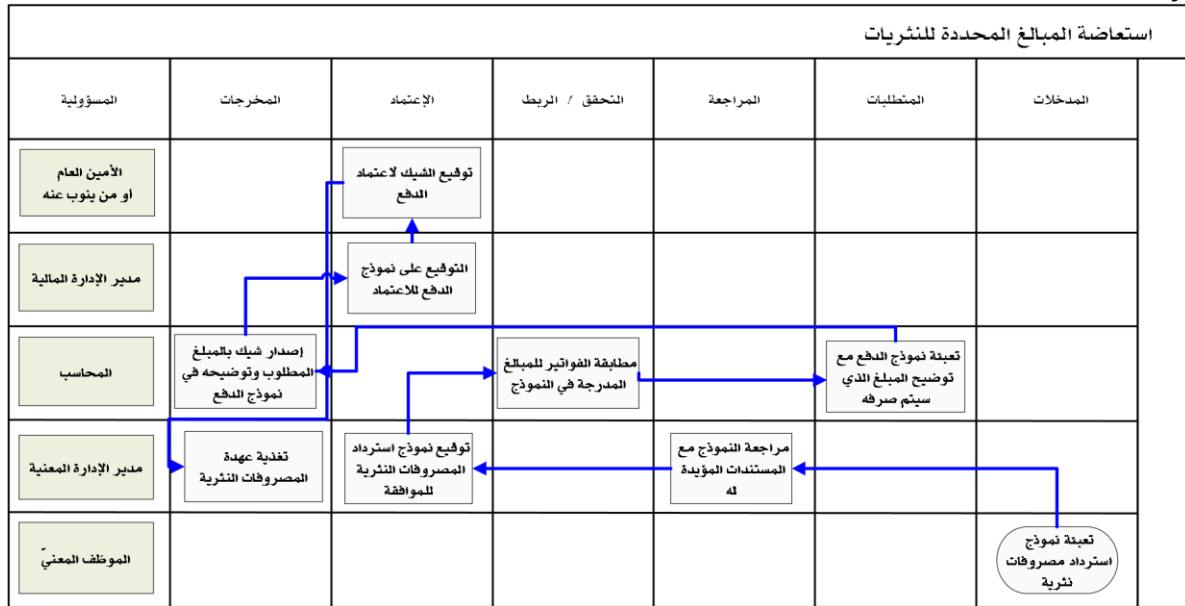 استعاضة المبالغ المحددة للنثريات
المدخلات
المتطلبات
المراجعة
التحقق / الربط
الإعتماد
المخرجات
المسؤولية
توقيع الشيك لاعتماد
الدفع
الأمين العام
او من ينوب عنه
التوقيع على نموذج
الدفع للاعتماد
مدير الإدارة المالية
تعبئة نموذج الدفع مع
توضيح المبلغ الذي
سيتم صرفه
مطابقة الفواتير للمبالغ
المدرجة في النموذج
إصدار شيك بالمبلغ
المطلوب وتوضيحه في
نموذج الدفع
المحاسب
مراجعة النموذج مع
المستندات المؤيدة
له
توقيع نموذج استرداد
المصروفات النثرية
للموافقة
تغذية عهدة
المصروفات النثرية
مدير الإدارة المعنية
تعبئة نموذج
استرداد مصروفات
نثرية
الموظف المعنيّ